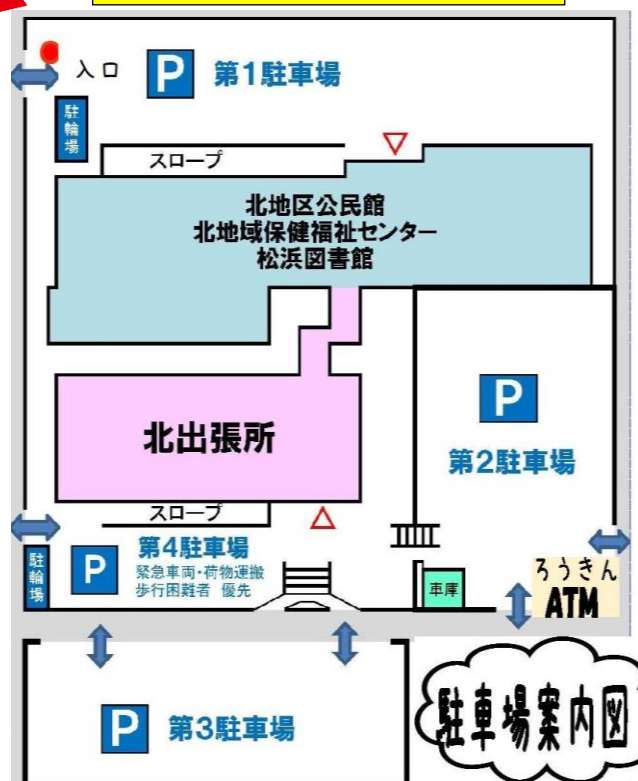 入口 P 第1駐車場
駐輪場
スロープ
北地区公民館
北地域保健福祉センター
松浜図書館
P
第2駐車場
北出張所
スロープ
第4駐車場
P
緊急車両・荷物運搬
歩行困難者 優先
駐輪場
車庫
ろうきん
ATM
P 第3駐車場
駐車場案内図